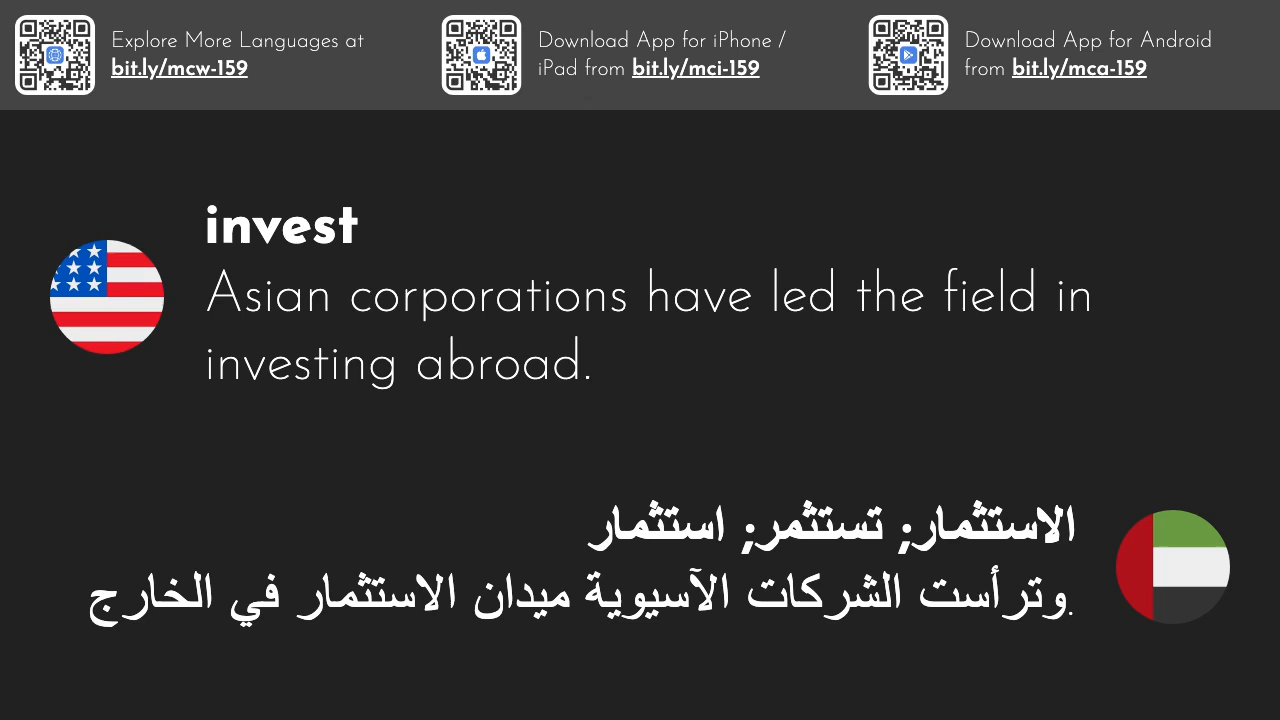 Explore More Languages at
bit.ly/mcw-159
Download App for iPhone /
iPad from bit.ly/mci-159
Download App for Android
from bit.ly/mca-159
invest
Asian corporations have led the field in
investing abroad.
الاستثمار; تستثمر; استثمار
وترأست الشركات الآسيوية ميدان الاستثمار في الخارج.